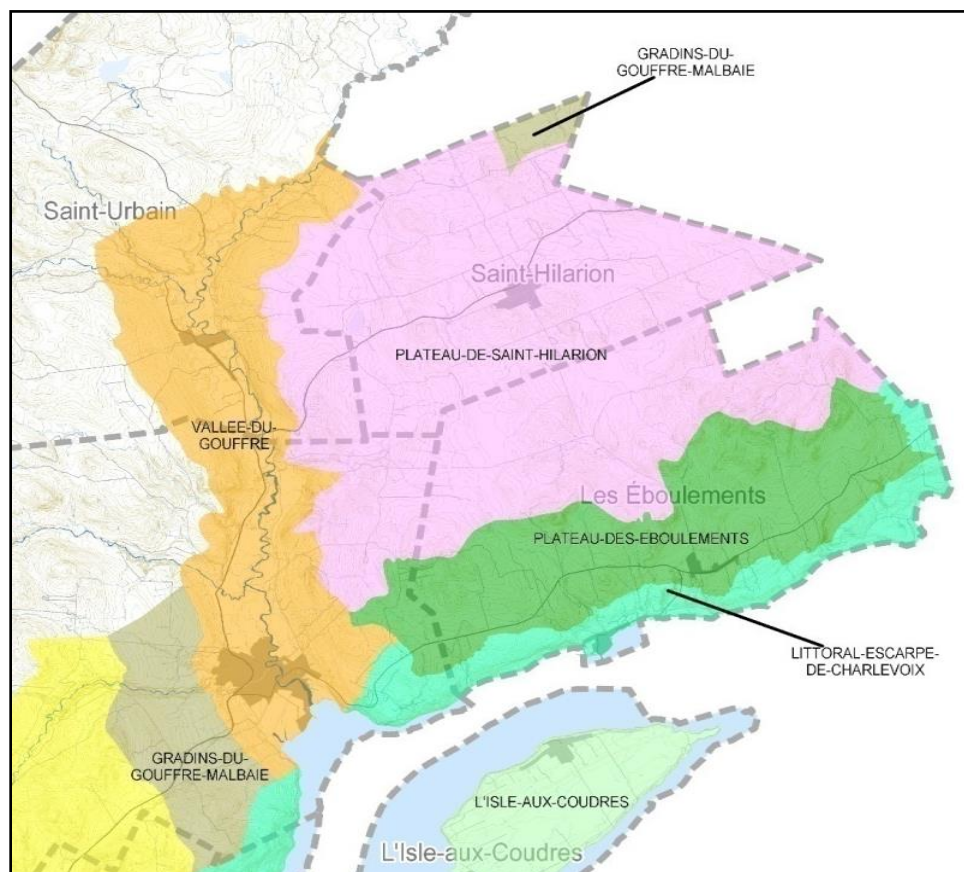 GRADINS-DU-
GOUFFRE-MALBAIE
Saint-Urbain
Saint-Hilarion
PLATEAU-DE-SAINT-HILARION
VALLEE-DU-
GOUFFRE
Les Éboulements
PLATEAU-DES-EBOULEMENTS
LITTORAL-ESCARPE-
DE-CHARLEVOIX
GRADINS-DU-
GOUFFRE-MALBAIE
L'ISLE-AUX-COUDRES
L'Isle-aux-Coudres